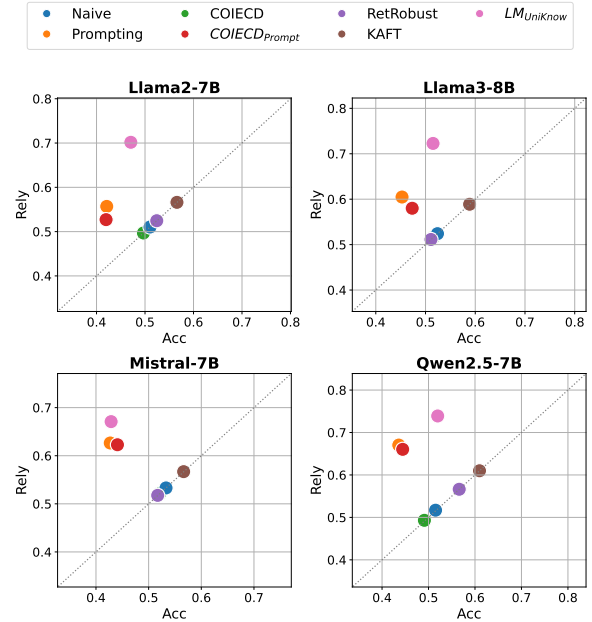 Naive COIECD RetRobust LM_UniKnow
Prompting COIECD_Prompt KAFT
Llama2-7B
0.8
0.7
0.6
0.5
0.4
Rely
0.4 0.5 0.6 0.7 0.8
Acc
Llama3-8B
0.8
0.7
0.6
0.5
0.4
Rely
0.4 0.5 0.6 0.7 0.8
Acc
Mistral-7B
0.7
0.6
0.5
0.4
Rely
0.4 0.5 0.6 0.7
Acc
Qwen2.5-7B
0.8
0.7
0.6
0.5
0.4
Rely
0.4 0.5 0.6 0.7 0.8
Acc